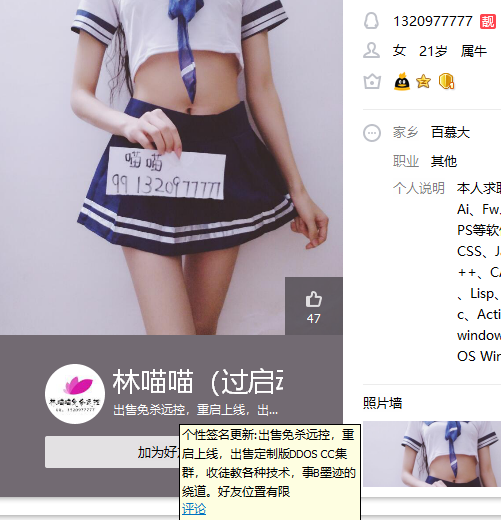 喵喵
QQ 1320977777
47
林喵喵（过启动
出售免杀远控，重启上线，出...
加为好友
个性签名更新:出售免杀远控，重
启上线，出售定制版DDOS CC集
群，收徒教各种技术，事B墨迹的
绕道。好友位置有限
评论
1320977777 靓
女 21岁 属牛
家乡 百慕大
职业 其他
个人说明 本人求职
Ai、Fw、
PS等软件
CSS、Ja
++、CA
、Lisp、
c、Acti
window
OS Win
照片墙